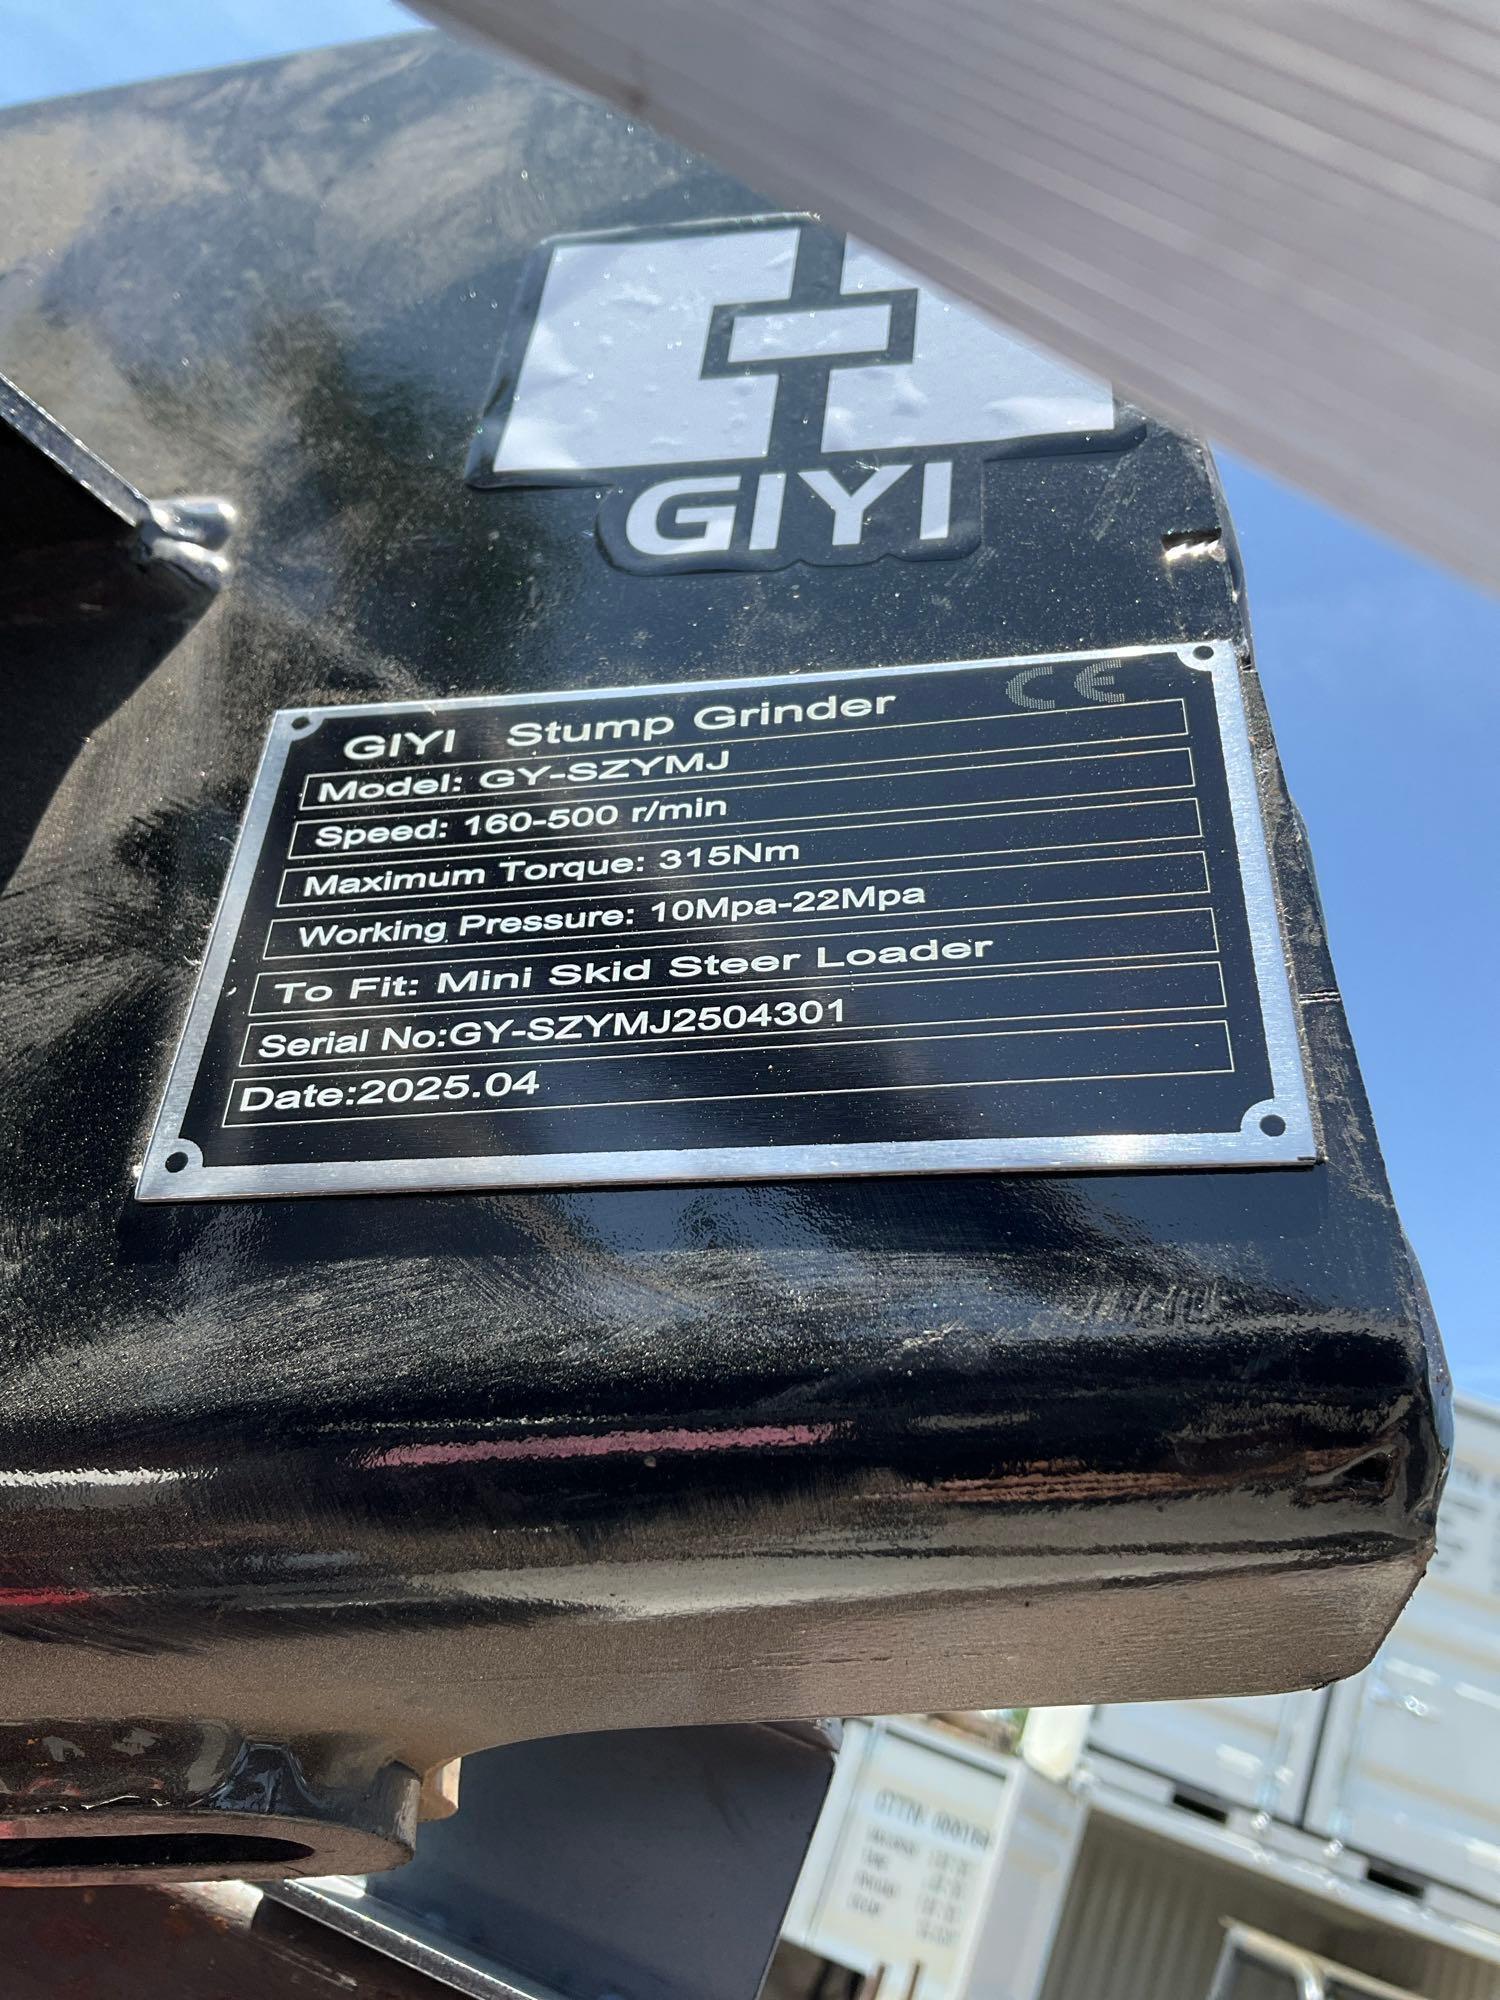 GIYI
GIYI Stump Grinder CE
Model: GY-SZYMJ
Speed: 160-500 r/min
Maximum Torque: 315Nm
Working Pressure: 10Mpa-22Mpa
To Fit: Mini Skid Steer Loader
Serial No:GY-SZYMJ2504301
Date:2025.04